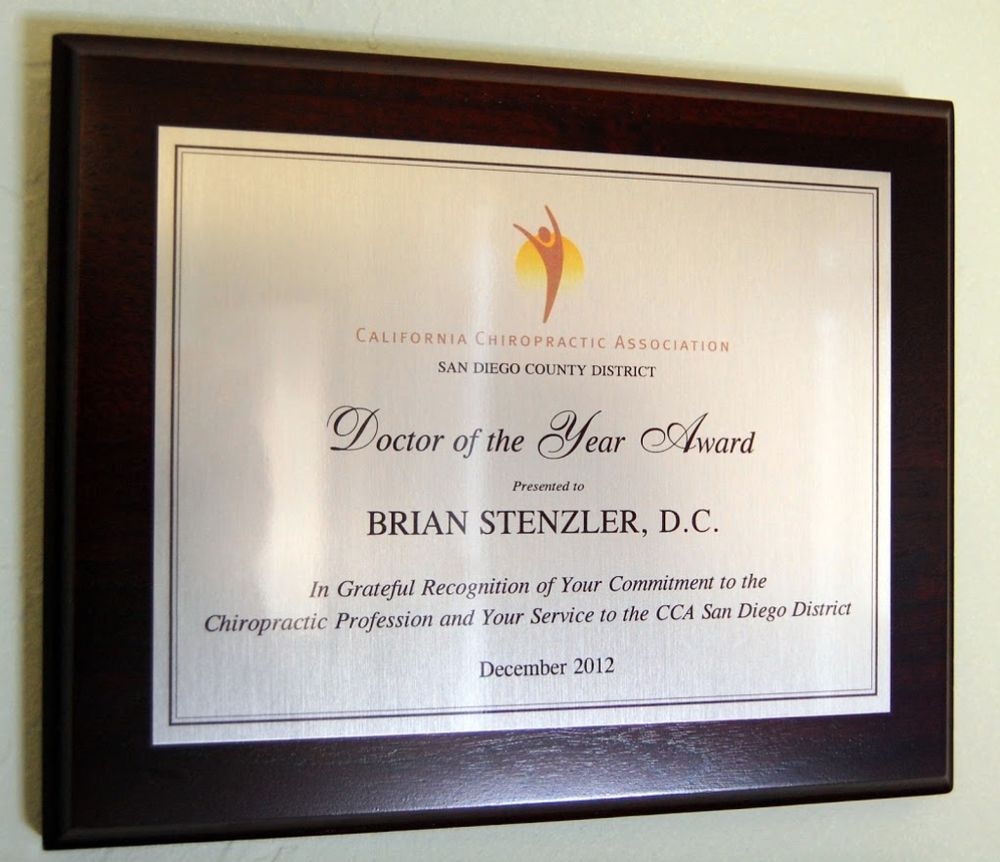 CALIFORNIA CHIROPRACTIC ASSOCIATION
SAN DIEGO COUNTY DISTRICT
Doctor of the Year Award
Presented to
BRIAN STENZLER, D.C.
In Grateful Recognition of Your Commitment to the
Chiropractic Profession and Your Service to the CCA San Diego District
December 2012